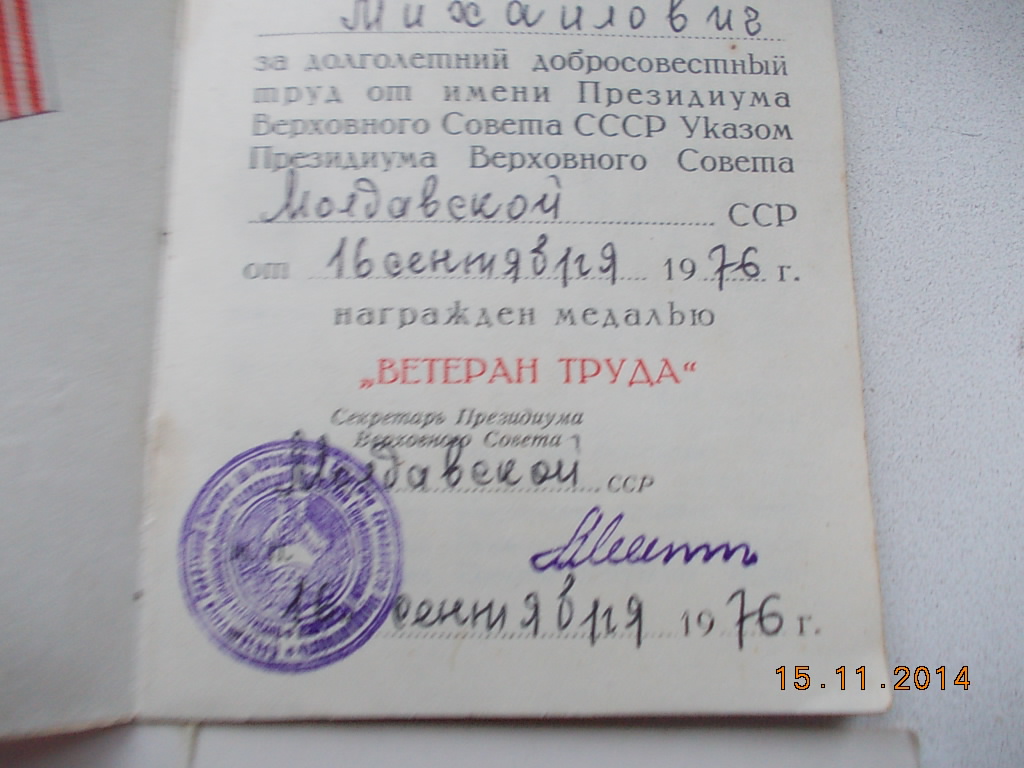 Михайлович
за долголетний добросовестный
труд от имени Президиума
Верховного Совета СССР Указом
Президиума Верховного Совета
Молдавской ССР
от 16 сентября 1976 г.
награжден медалью
„ВЕТЕРАН ТРУДА“
Секретарь Президиума
Верховного Совета
Молдавской ССР
М.П.
16 сентября 1976 г.
15.11.2014